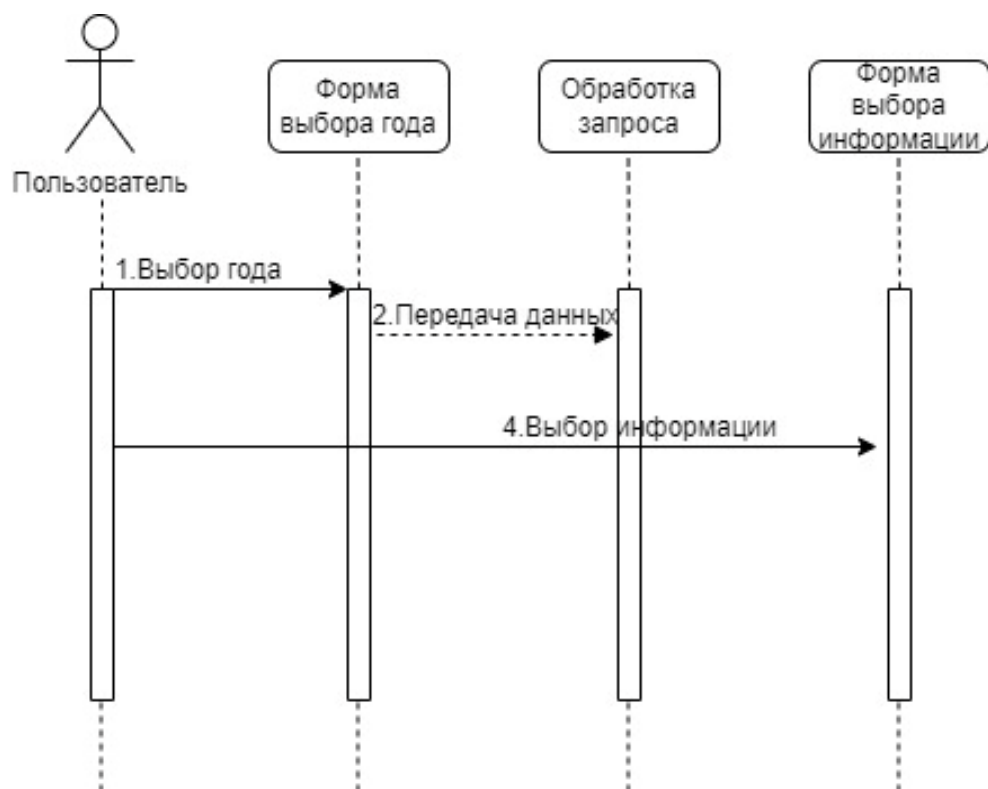 Форма
выбора года
Обработка
запроса
Форма
выбора
информации
Пользователь
1.Выбор года
2.Передача данных
4.Выбор информации